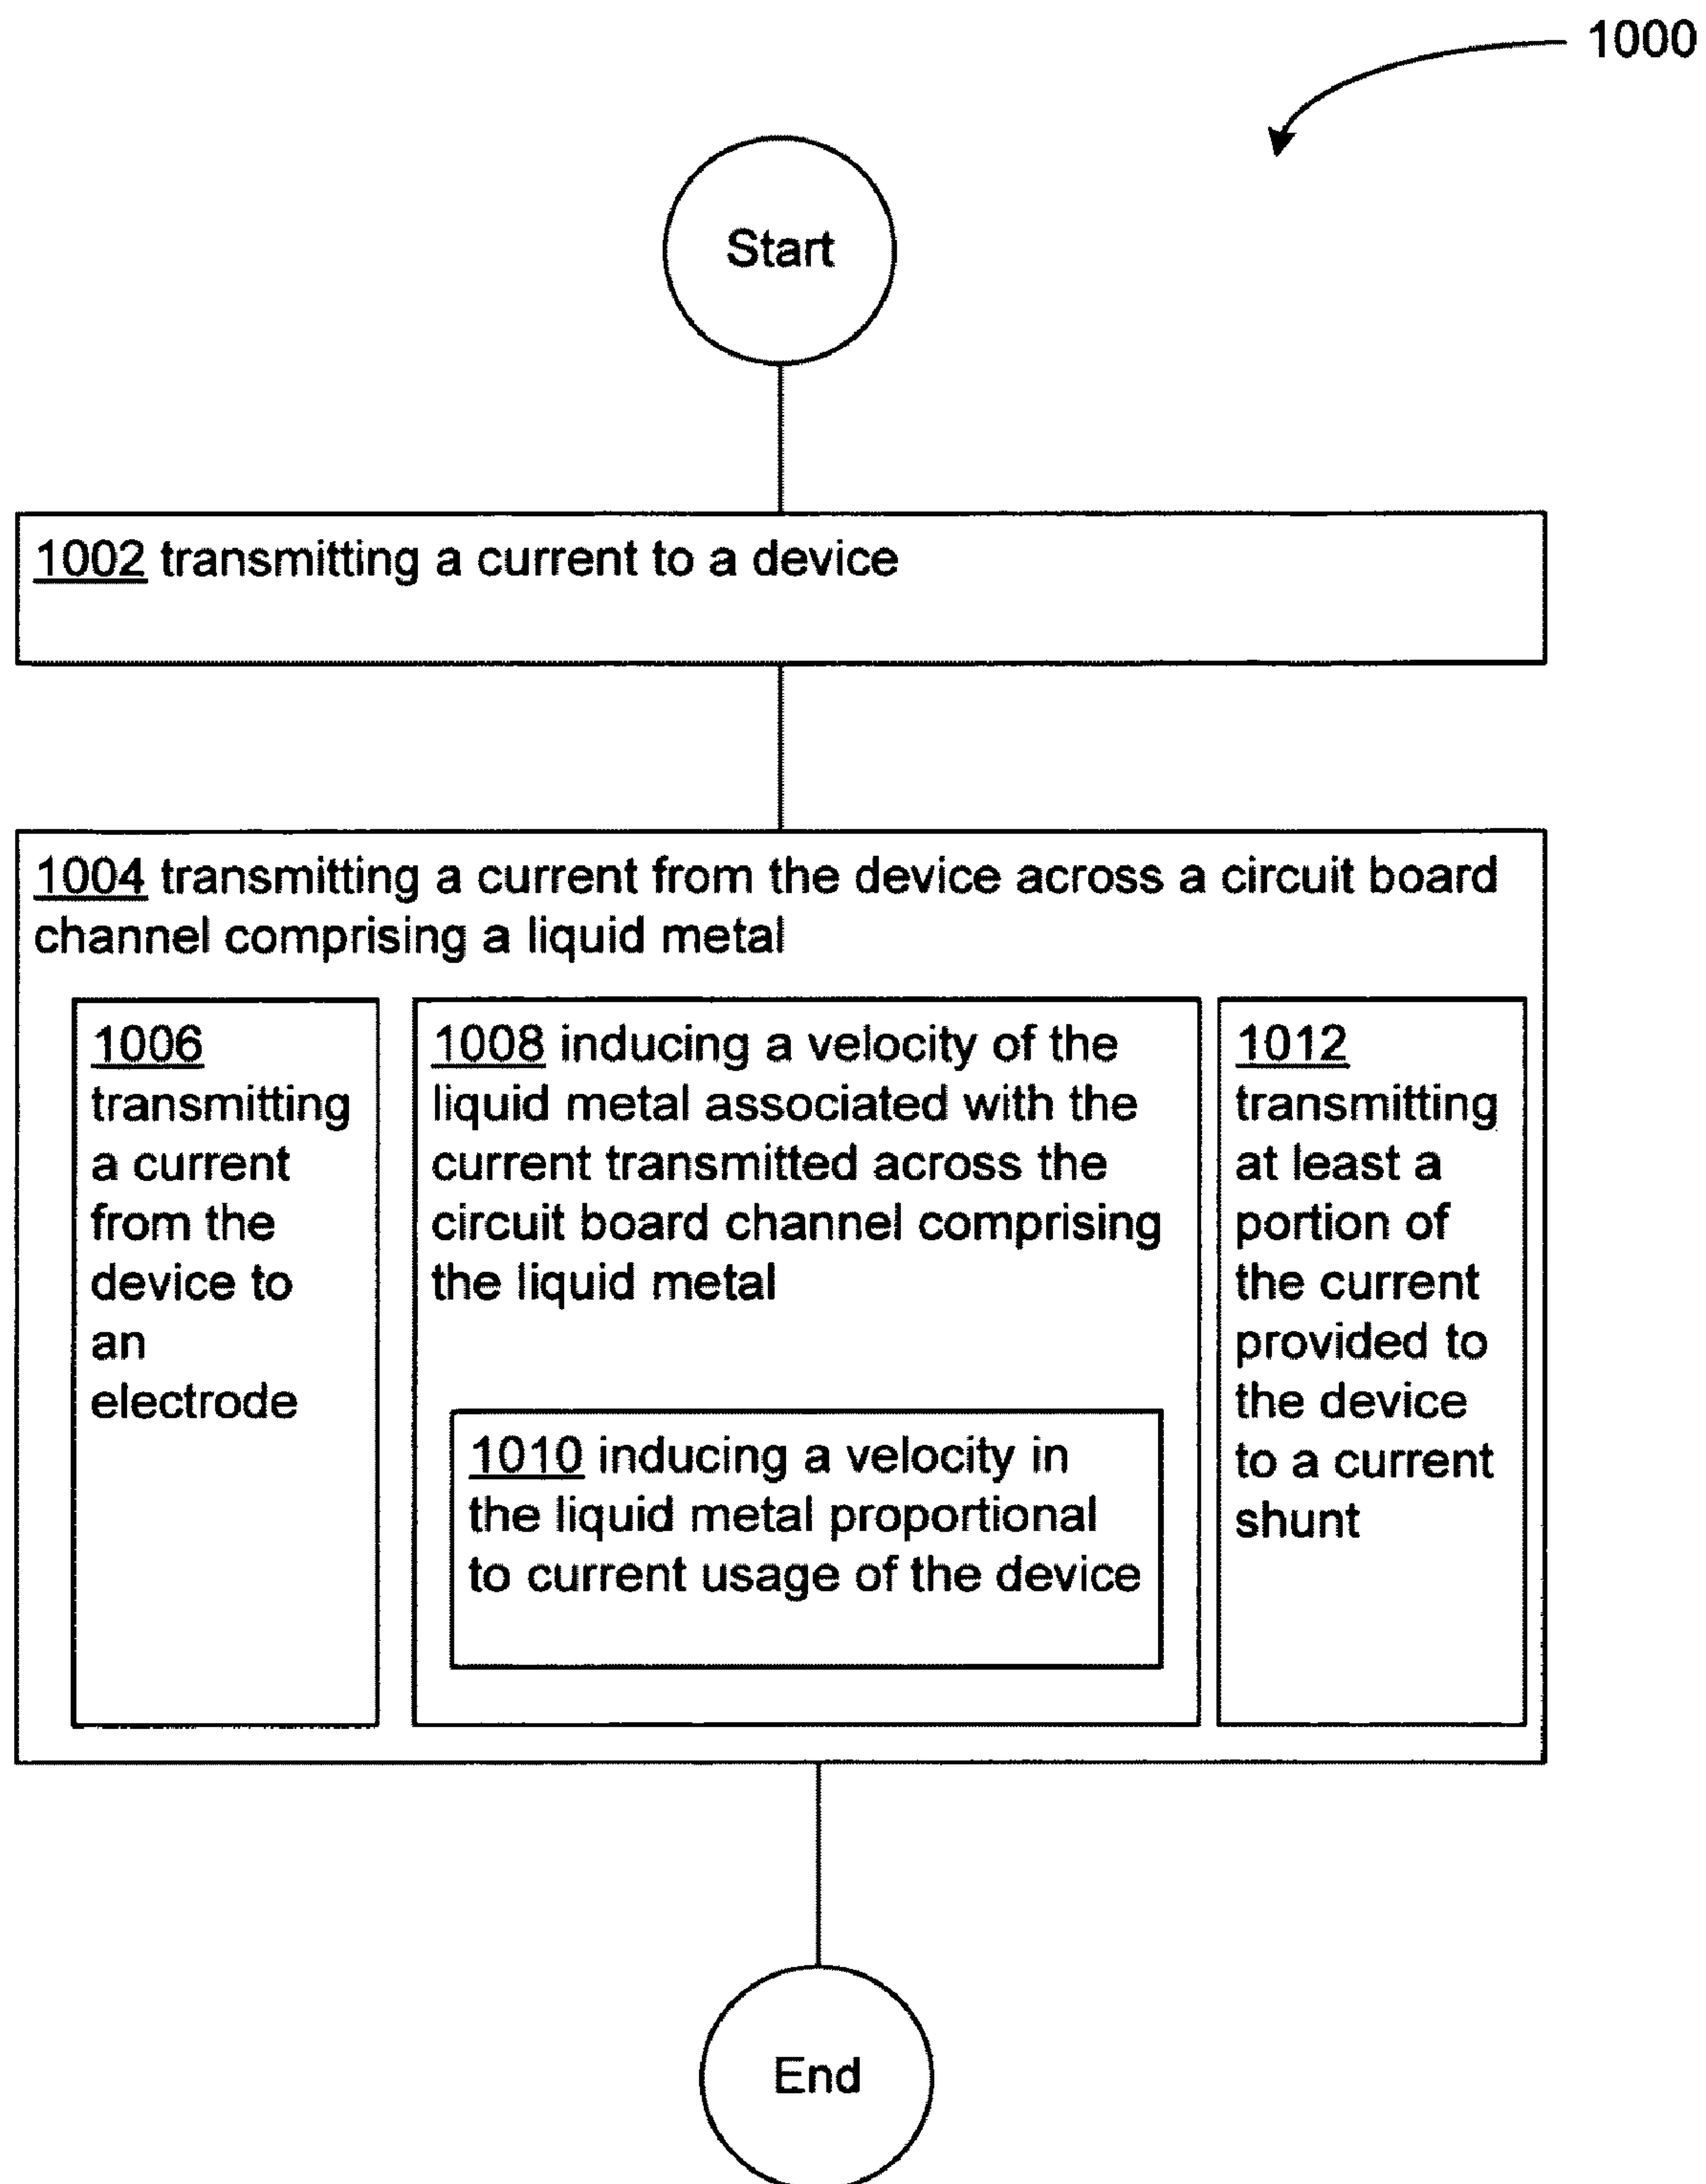 1000
Start
1002 transmitting a current to a device
1004 transmitting a current from the device across a circuit board
channel comprising a liquid metal
1006
transmitting
a current
from the
device to
an
electrode
1008 inducing a velocity of the
liquid metal associated with the
current transmitted across the
circuit board channel comprising
the liquid metal
1010 inducing a velocity in
the liquid metal proportional
to current usage of the device
1012
transmitting
at least a
portion of
the current
provided to
the device
to a current
shunt
End